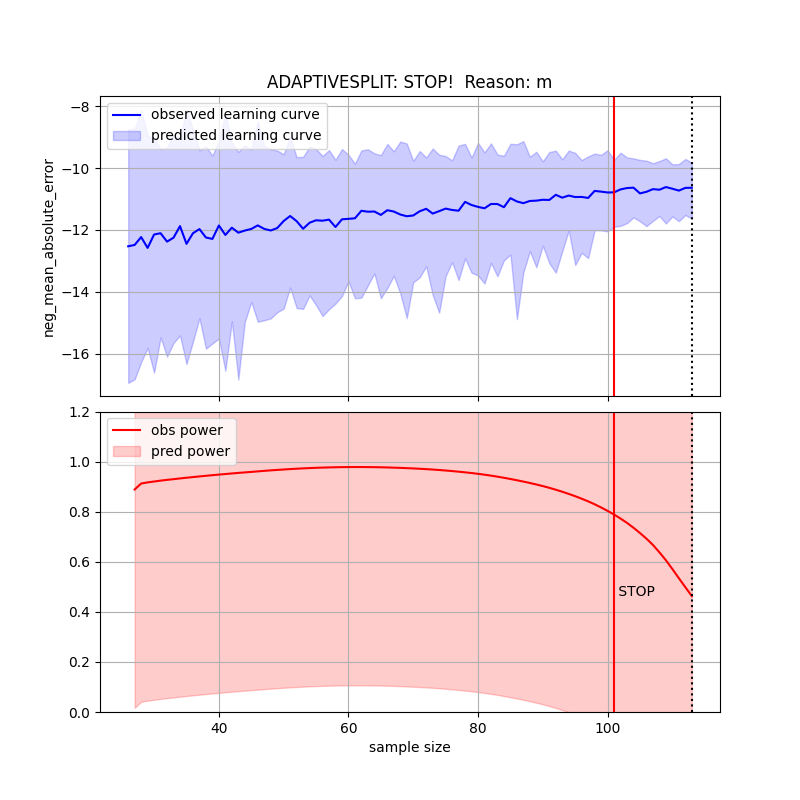 ADAPTIVESPLIT: STOP!  Reason: m
observed learning curve
predicted learning curve
neg_mean_absolute_error
−8
−10
−12
−14
−16
obs power
pred power
1.2
1.0
0.8
0.6
0.4
0.2
0.0
STOP
40 60 80 100
sample size